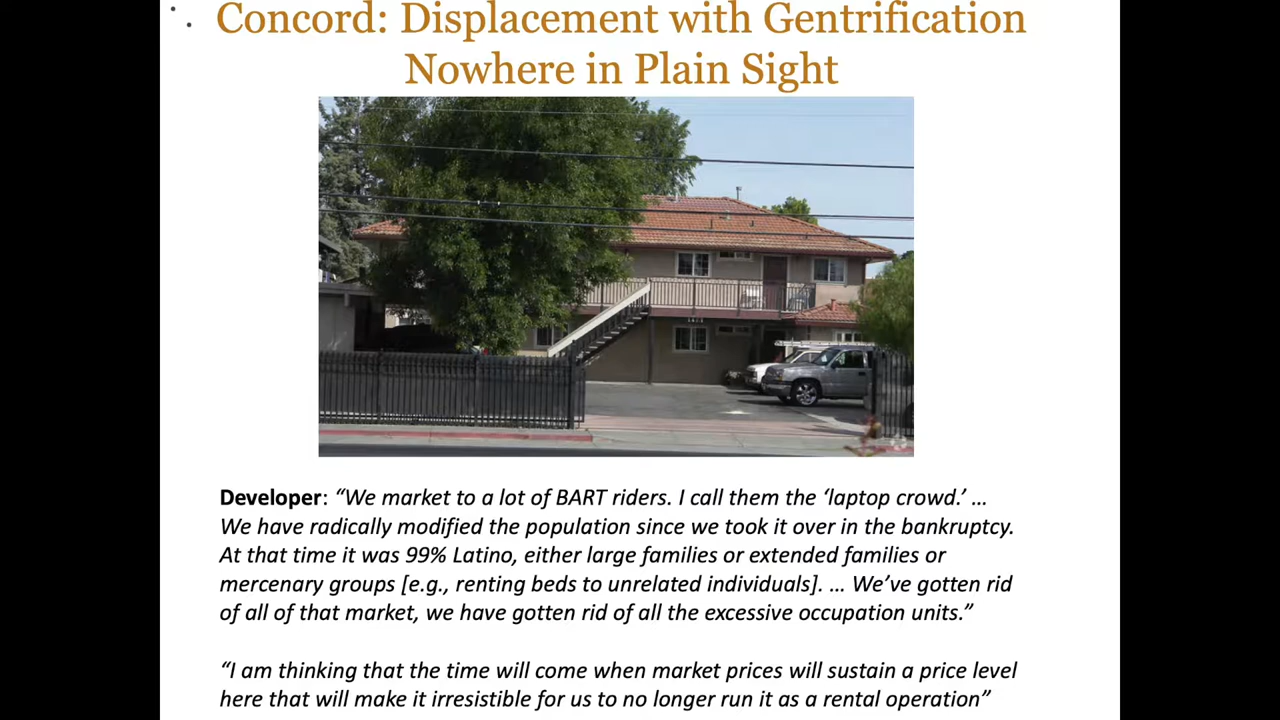 Concord: Displacement with Gentrification
Nowhere in Plain Sight
Developer: “We market to a lot of BART riders. I call them the ‘laptop crowd.’ …
We have radically modified the population since we took it over in the bankruptcy.
At that time it was 99% Latino, either large families or extended families or
mercenary groups [e.g., renting beds to unrelated individuals]. … We’ve gotten rid
of all of that market, we have gotten rid of all the excessive occupation units.”
“I am thinking that the time will come when market prices will sustain a price level
here that will make it irresistible for us to no longer run it as a rental operation”